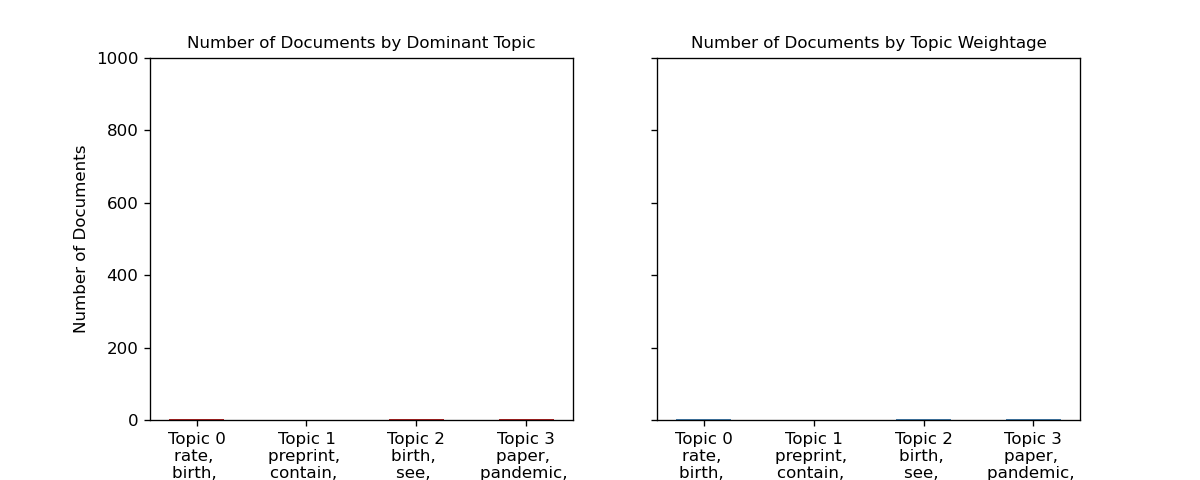 Number of Documents by Dominant Topic
Number of Documents by Topic Weightage
Number of Documents
1000
800
600
400
200
0
Topic 0
rate,
birth,
Topic 1
preprint,
contain,
Topic 2
birth,
see,
Topic 3
paper,
pandemic,
Topic 0
rate,
birth,
Topic 1
preprint,
contain,
Topic 2
birth,
see,
Topic 3
paper,
pandemic,